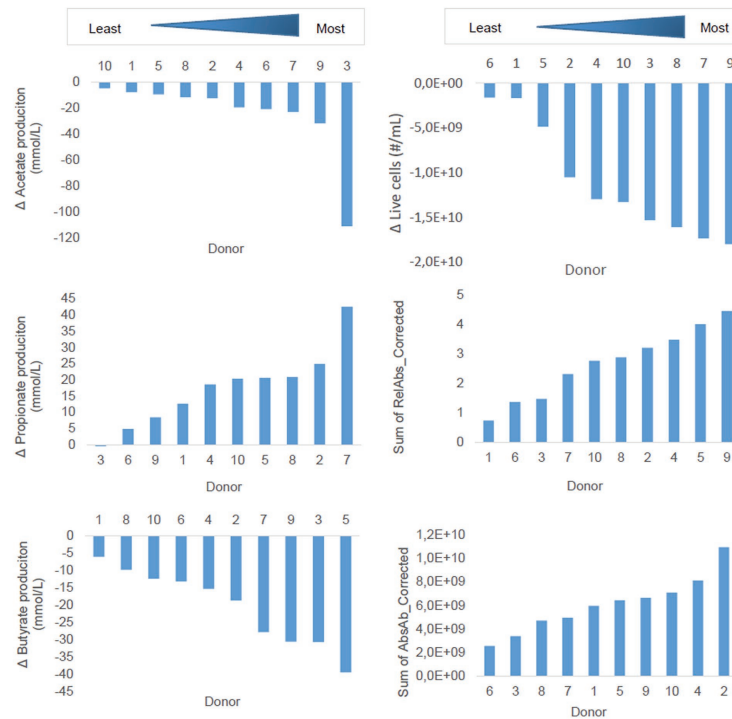 Least Most
10 1 5 8 2 4 6 7 9 3
0
-20
-40
-60
-80
-100
-120
Δ Acetate produciton
(mmol/L)
Donor
Least Most
6 1 5 2 4 10 3 8 7 9
0,0E+00
-5,0E+09
-1,0E+10
-1,5E+10
-2,0E+10
Δ Live cells (#/mL)
Donor
45
40
35
30
25
20
15
10
5
0
Δ Propionate produciton
(mmol/L)
3 6 9 1 4 10 5 8 2 7
Donor
5
4
3
2
1
0
Sum of RelAbs_Corrected
1 6 3 7 10 8 2 4 5 9
Donor
1 8 10 6 4 2 7 9 3 5
0
-5
-10
-15
-20
-25
-30
-35
-40
-45
Δ Butyrate produciton
(mmol/L)
Donor
1,2E+10
1,0E+10
8,0E+09
6,0E+09
4,0E+09
2,0E+09
0,0E+00
Sum of AbsAb_Corrected
6 3 8 7 1 5 9 10 4 2
Donor